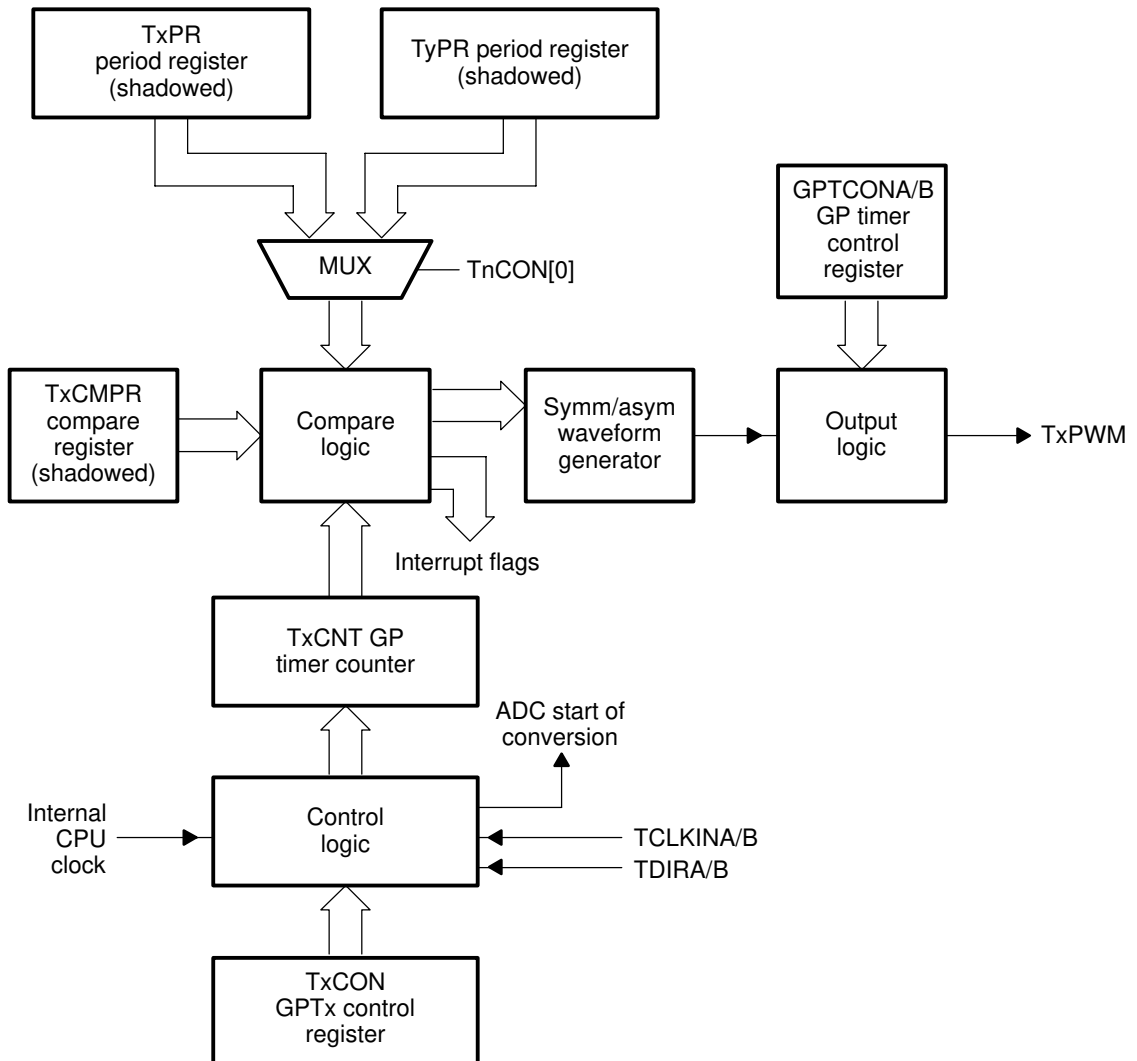 TxPR
period register
(shadowed)
TyPR period register
(shadowed)
GPTCONA/B
GP timer
control
register
MUX
TnCON[0]
TxCMPR
compare
register
(shadowed)
Compare
logic
Symm/asym
waveform
generator
Output
logic
TxPWM
Interrupt flags
TxCNT GP
timer counter
ADC start of
conversion
Internal
CPU
clock
Control
logic
TCLKINA/B
TDIRA/B
TxCON
GPTx control
register